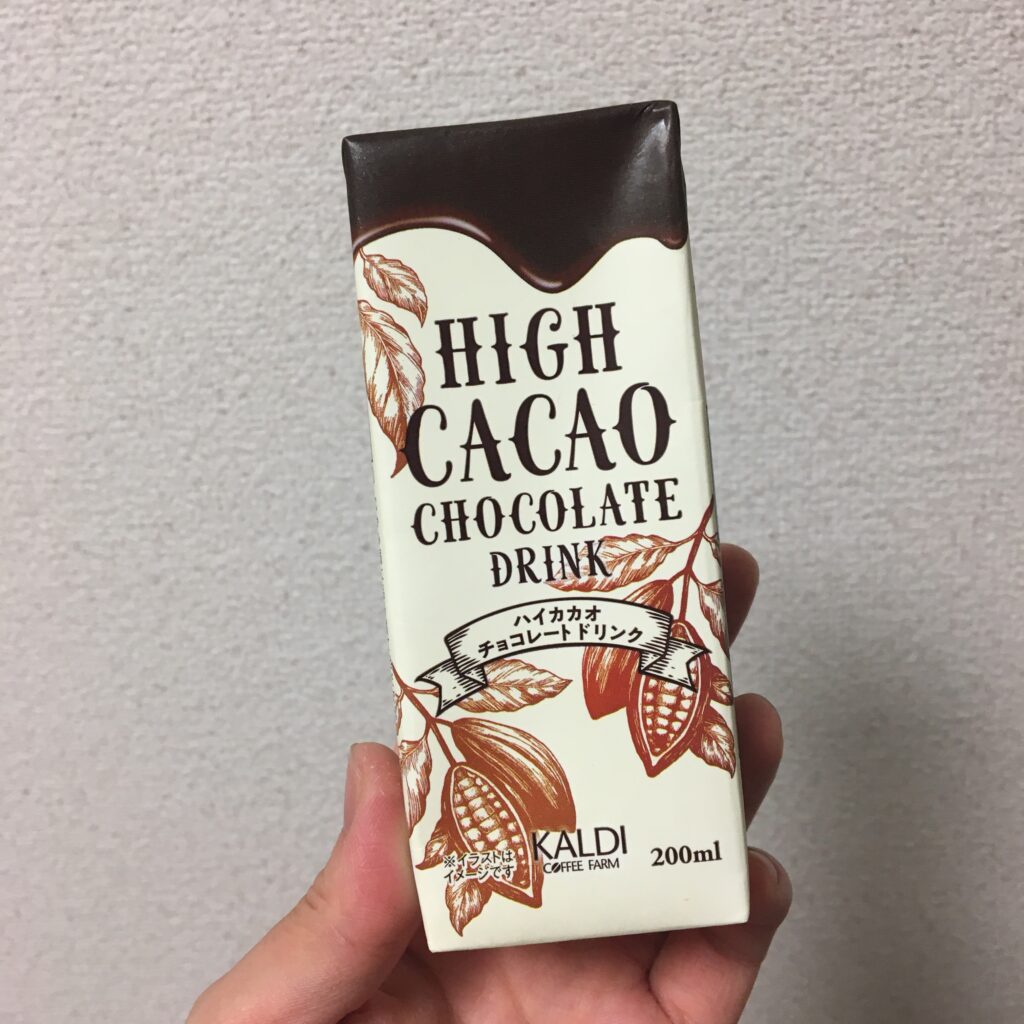 HIGH
CACAO
CHOCOLATE
DRINK
ハイカカオ
チョコレートドリンク
※イラストは
イメージです
KALDI
COFFEE FARM
200ml